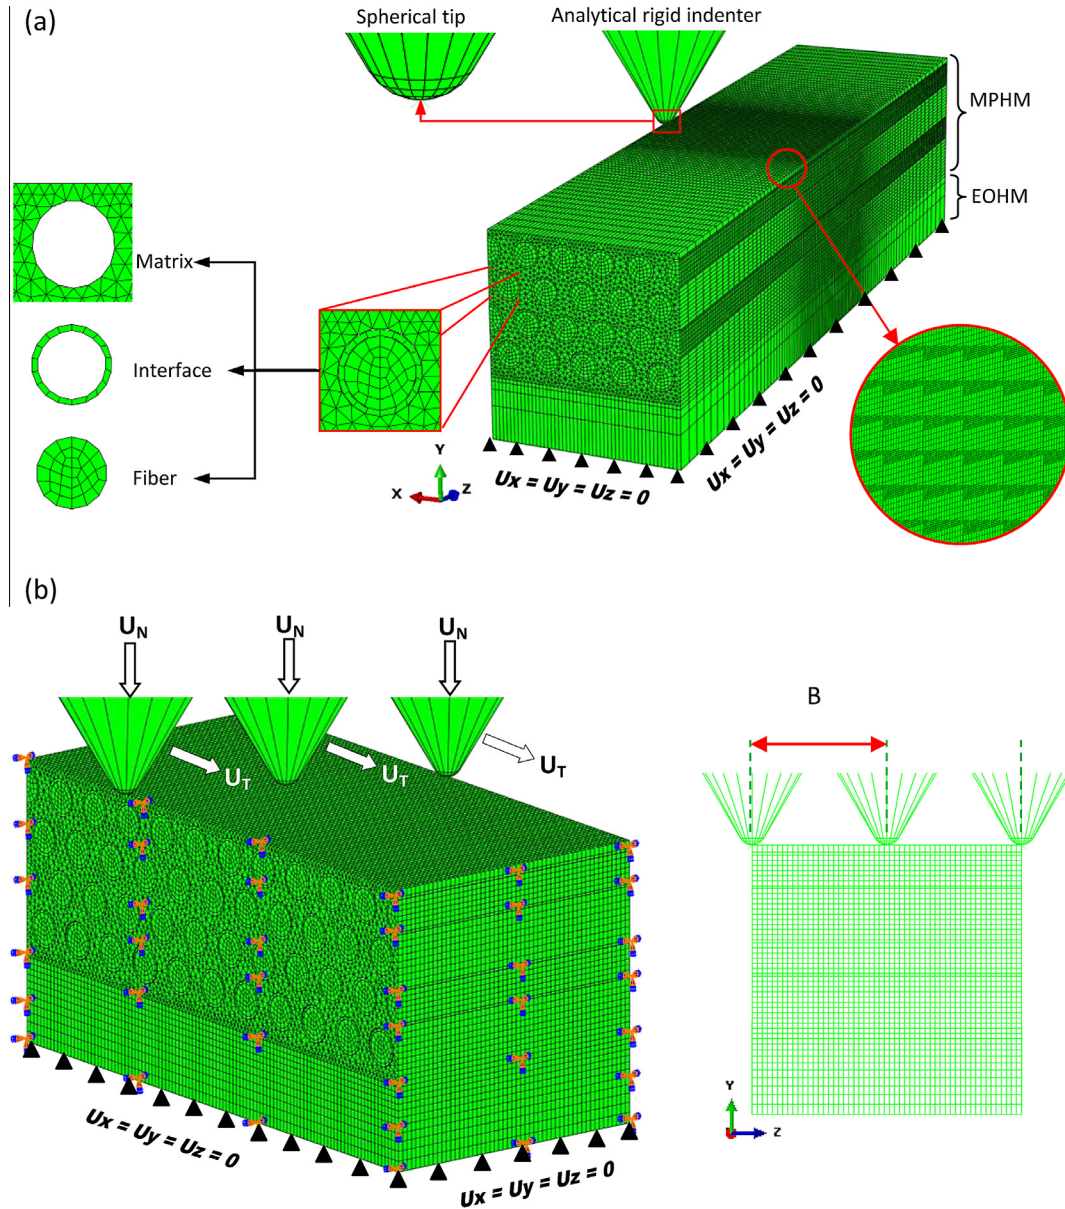 (a)
Spherical tip
Analytical rigid indenter
MPHM
EOHM
Matrix
Interface
Fiber
Y
X
Z
Ux = Uy = Uz = 0
Ux = Uy = Uz = 0
(b)
UN
UN
UN
UT
UT
UT
B
Ux = Uy = Uz = 0
Ux = Uy = Uz = 0
Y
Z